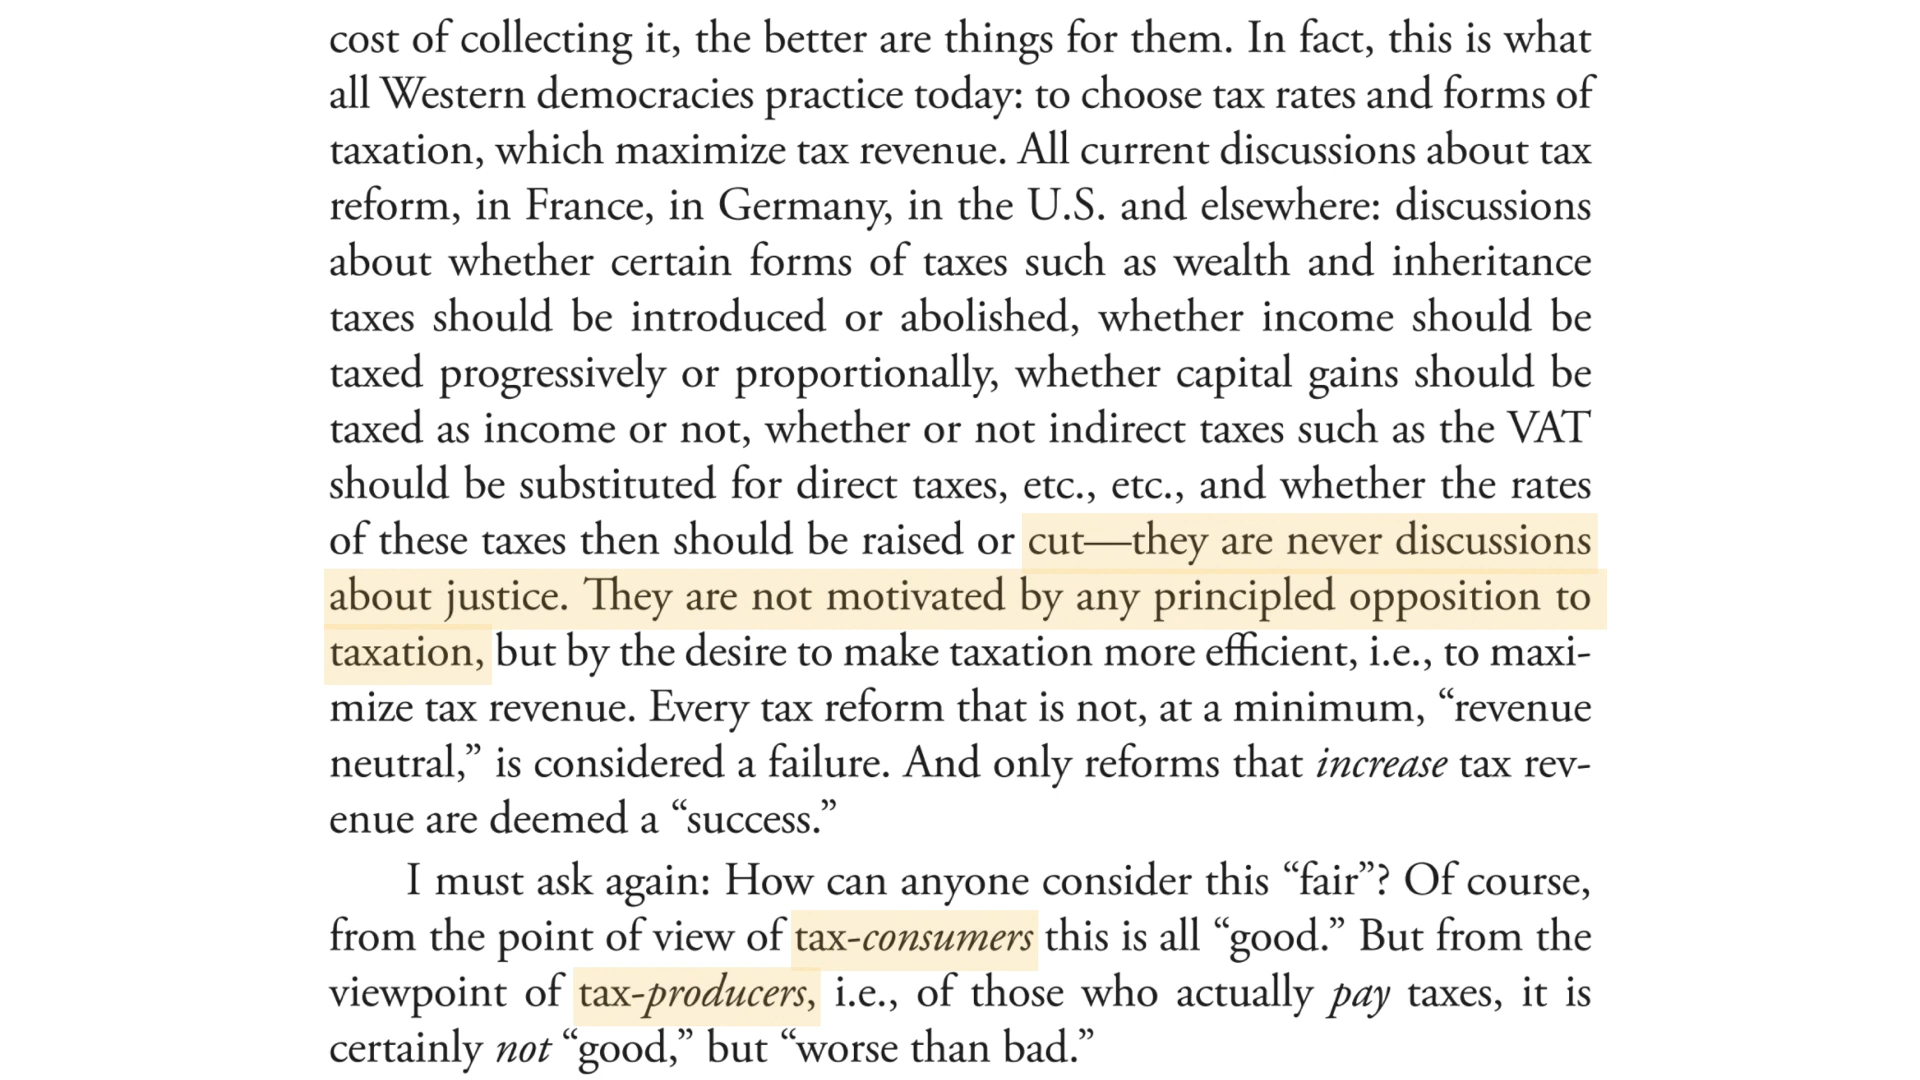 cost of collecting it, the better are things for them. In fact, this is what
all Western democracies practice today: to choose tax rates and forms of
taxation, which maximize tax revenue. All current discussions about tax
reform, in France, in Germany, in the U.S. and elsewhere: discussions
about whether certain forms of taxes such as wealth and inheritance
taxes should be introduced or abolished, whether income should be
taxed progressively or proportionally, whether capital gains should be
taxed as income or not, whether or not indirect taxes such as the VAT
should be substituted for direct taxes, etc., etc., and whether the rates
of these taxes then should be raised or cut—they are never discussions
about justice. They are not motivated by any principled opposition to
taxation, but by the desire to make taxation more efficient, i.e., to maxi-
mize tax revenue. Every tax reform that is not, at a minimum, “revenue
neutral,” is considered a failure. And only reforms that increase tax rev-
enue are deemed a “success.”
I must ask again: How can anyone consider this “fair”? Of course,
from the point of view of tax-consumers this is all “good.” But from the
viewpoint of tax-producers, i.e., of those who actually pay taxes, it is
certainly not “good,” but “worse than bad.”